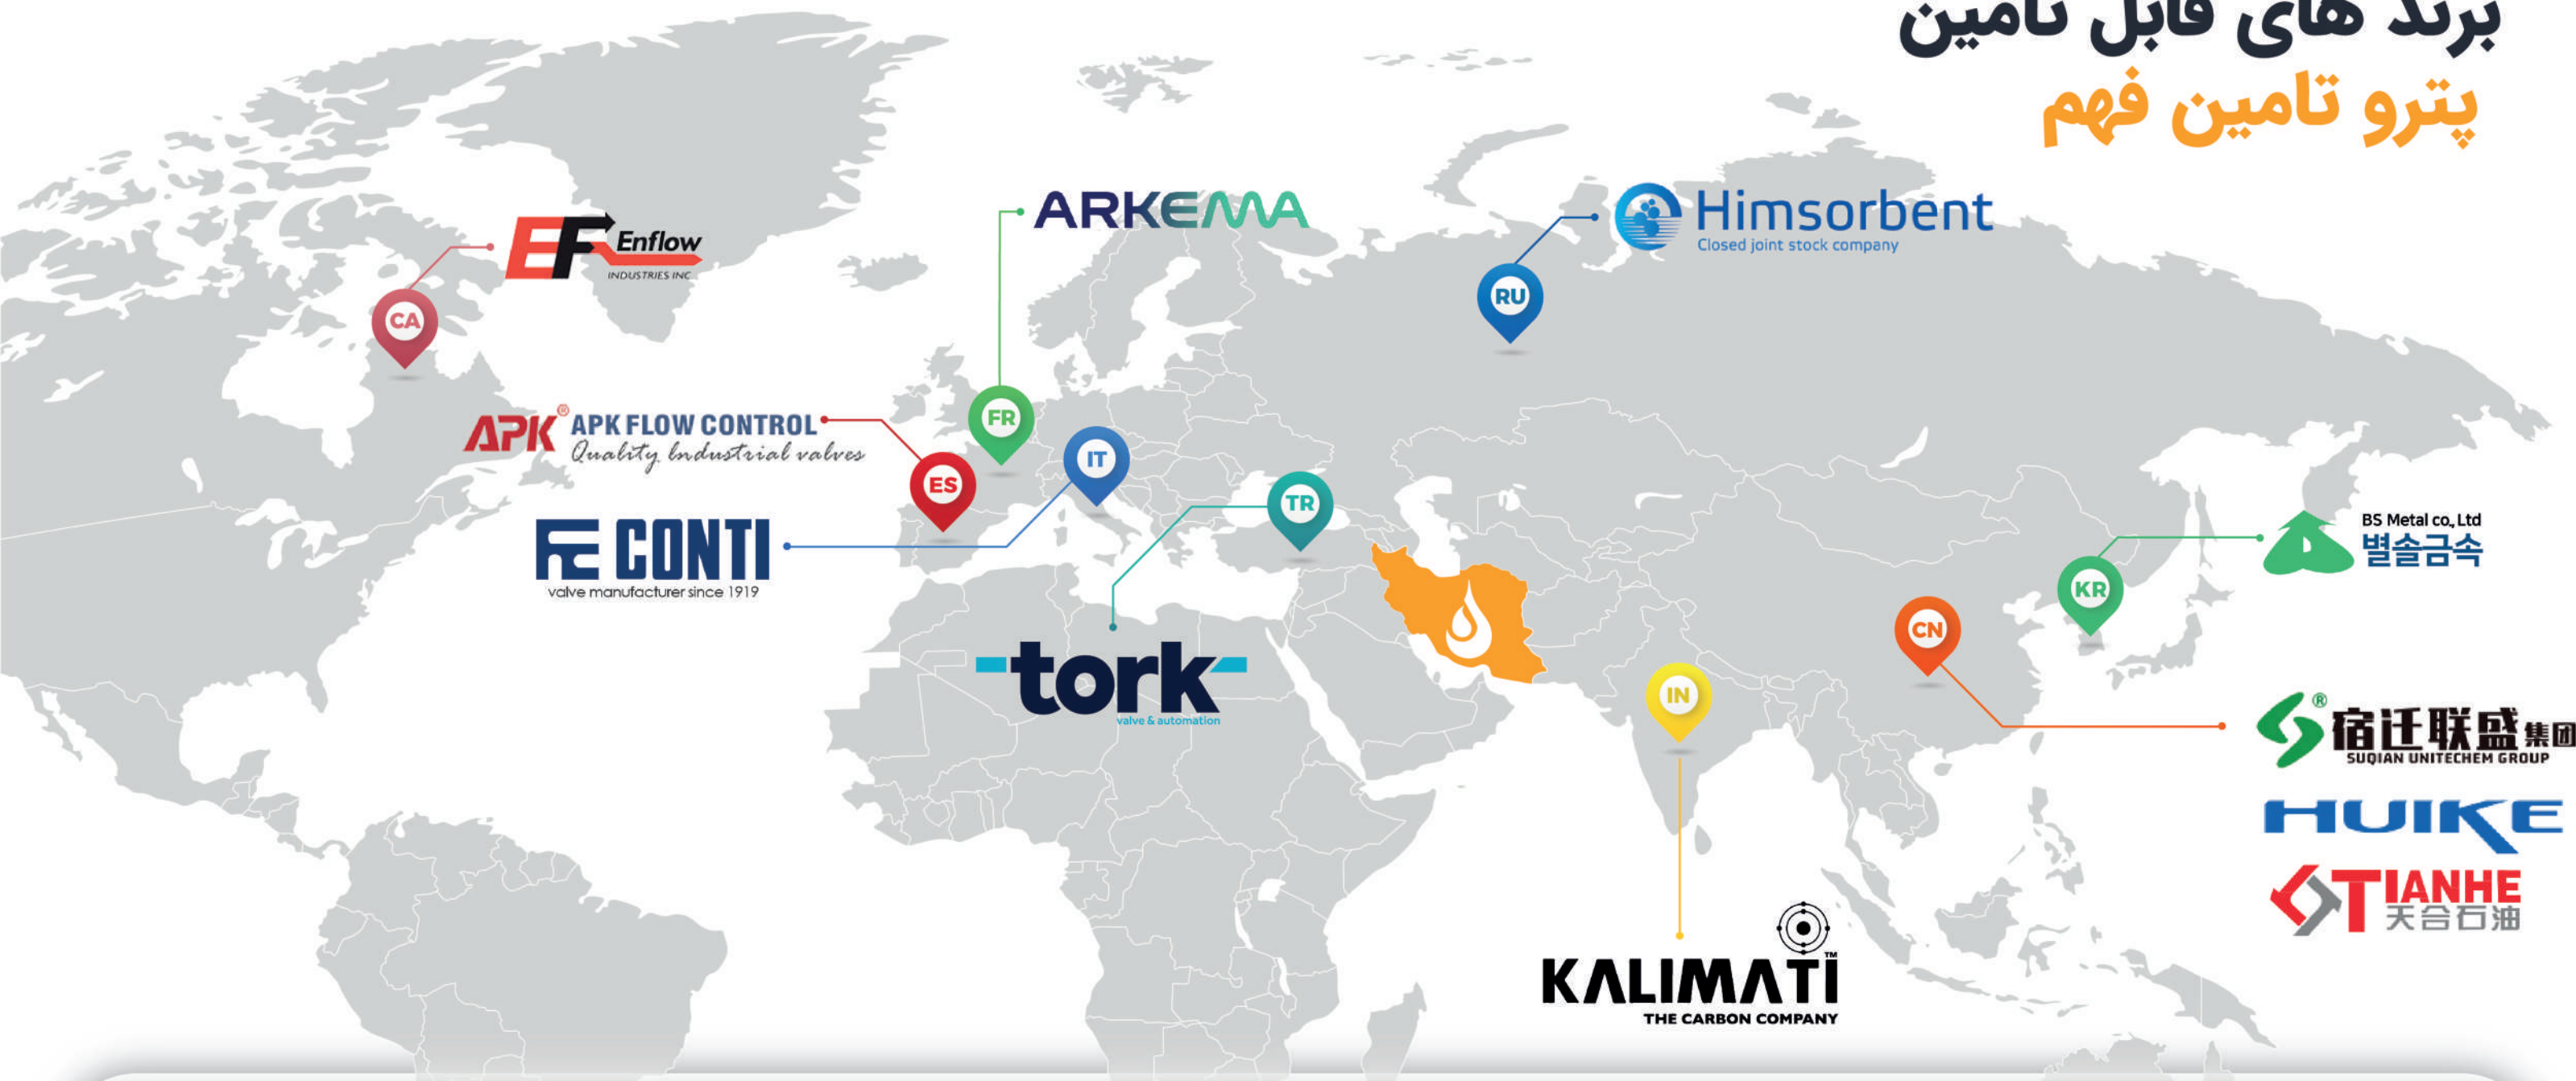 برند های قابل تامین
پترو تامین فهم
EF Enflow
INDUSTRIES INC
CA
ARKEMA
FR
Himsorbent
Closed joint stock company
RU
APK® APK FLOW CONTROL
Quality Industrial valves
ES
IT
FC CONTI
valve manufacturer since 1919
TR
tork
valve & automation
BS Metal co., Ltd
별솔금속
KR
CN
IN
® 宿迁联盛集团
SUQIAN UNITECHEM GROUP
HUIKE
TIANHE
天合石油
KALIMATI™
THE CARBON COMPANY